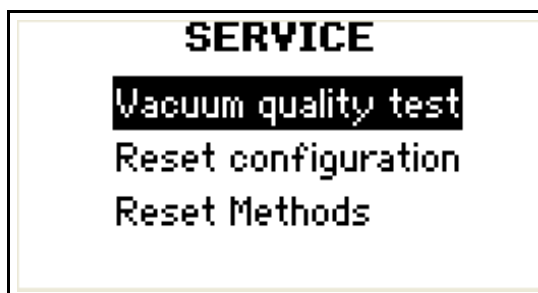 SERVICE
Vacuum quality test
Reset configuration
Reset Methods